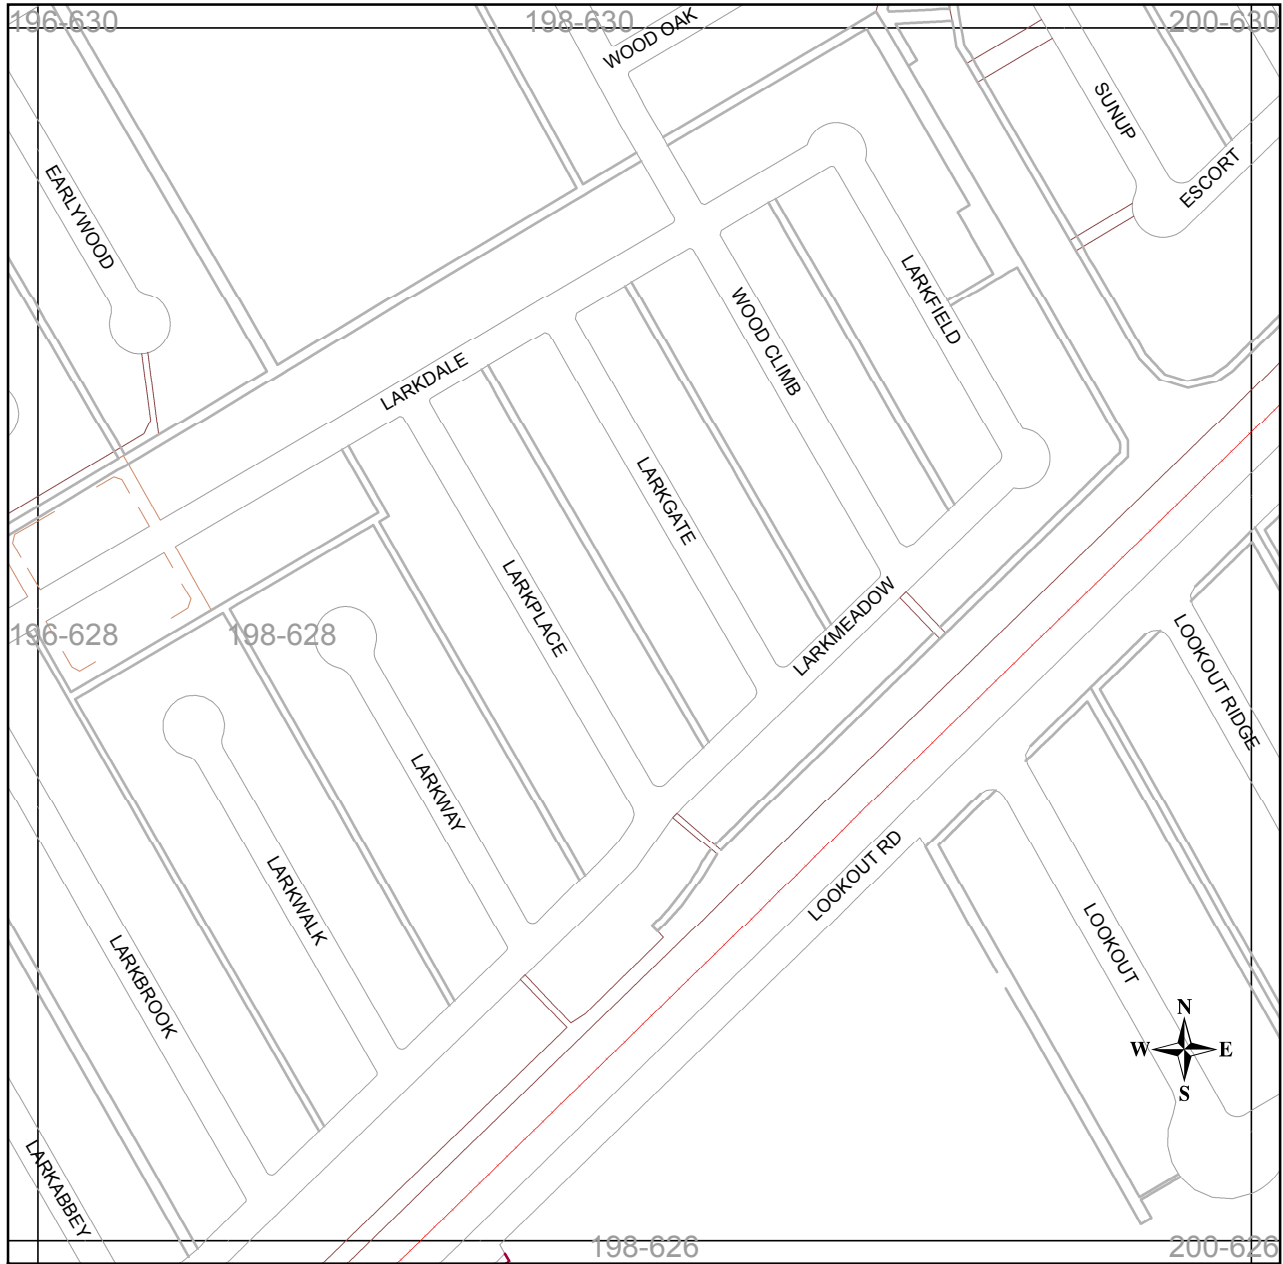 196-630
198-630
200-630
WOOD OAK
SUNUP
ESCORT
EARLYWOOD
LARKFIELD
WOOD CLIMB
LARKDALE
LARKGATE
LARKPLACE
LARKMEADOW
196-628
198-628
LOOKOUT RIDGE
LARKWAY
LOOKOUT RD
LARKWALK
LOOKOUT
LARKBROOK
N
W
E
S
LARKABBEY
198-626
200-626